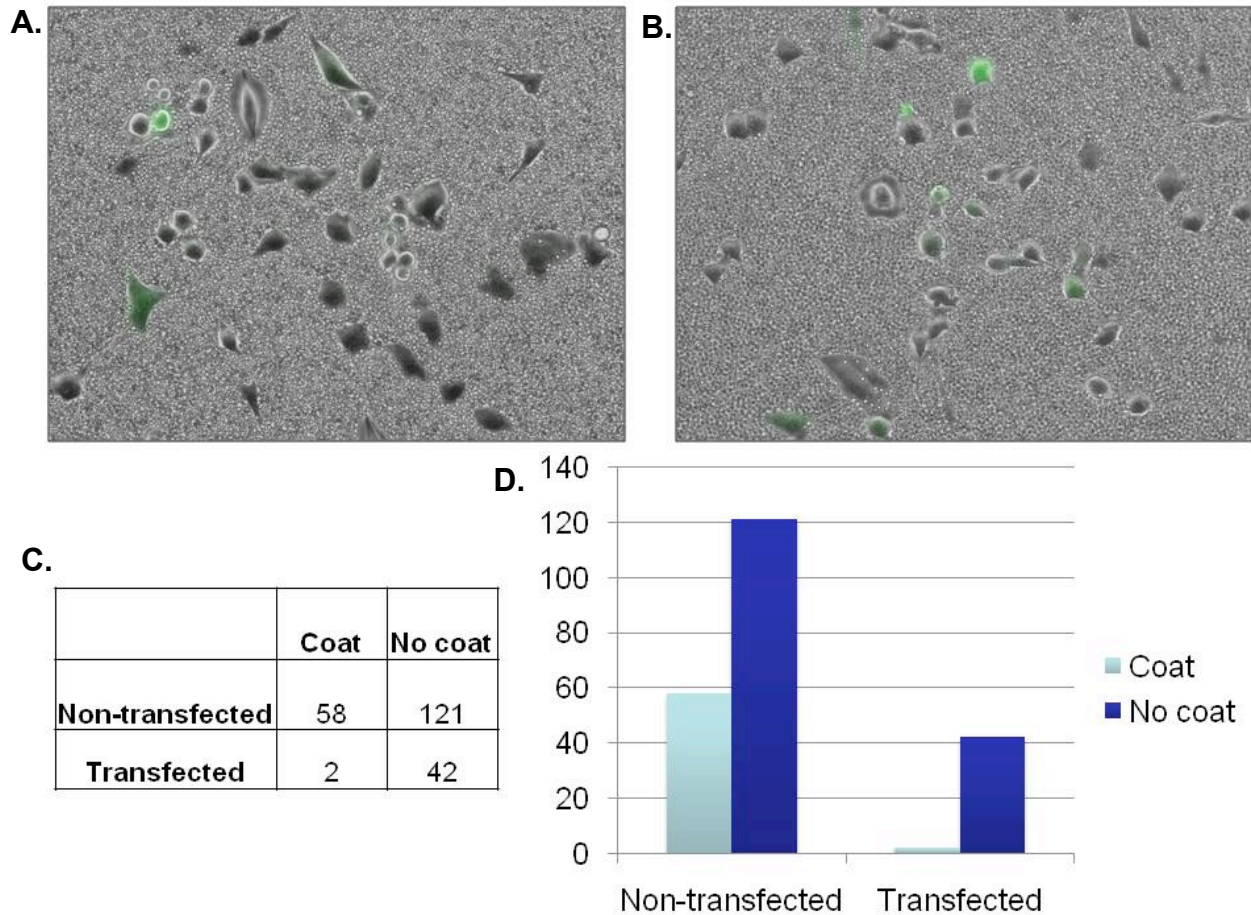 A.
B.
C.
Coat No coat
Non-transfected 58 121
Transfected 2 42
D.
140
120
100
80
60
40
20
0
Non-transfected Transfected
Coat
No coat